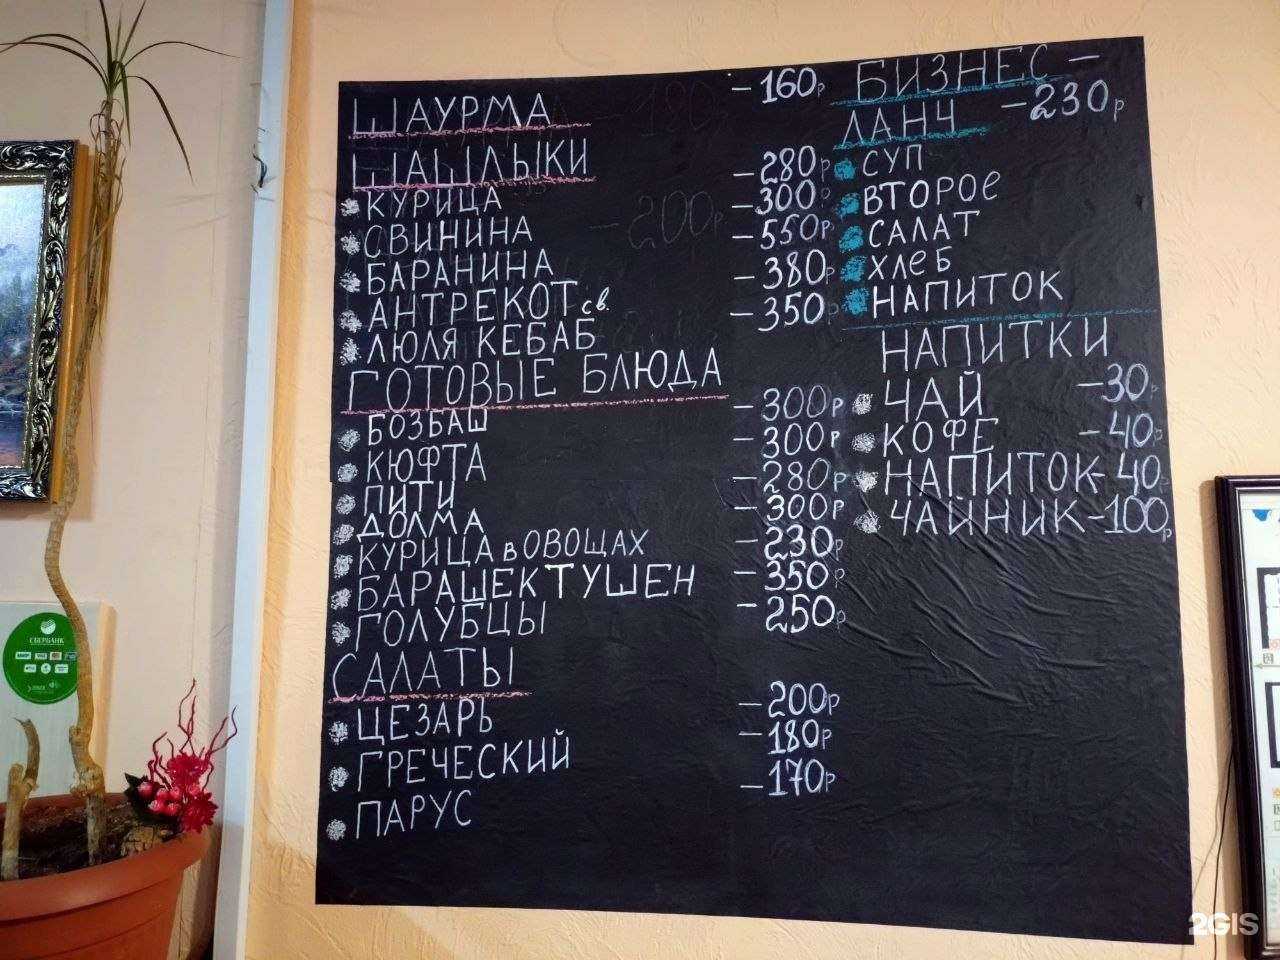 ШАУРМА -160р
ШАШЛЫКИ
КУРИЦА -280р
СВИНИНА -300р
БАРАНИНА -550р
АНТРЕКОТ св. -380р
ЛЮЛЯ КЕБАБ -350р
ГОТОВЫЕ БЛЮДА
БОЗБАШ -300р
КЮФТА -300р
ПИТИ -280р
ДОЛМА -300р
КУРИЦА в ОВОЩАХ -230р
БАРАШЕК ТУШЕН -350р
ГОЛУБЦЫ -250р
САЛАТЫ
ЦЕЗАРЬ -200р
ГРЕЧЕСКИЙ -180р
ПАРУС -170р
БИЗНЕС -
ЛАНЧ -230р
СУП
ВТОРОЕ
САЛАТ
ХЛЕБ
НАПИТОК
НАПИТКИ
ЧАЙ -30р
КОФЕ -40р
НАПИТОК-40р
ЧАЙНИК-100р
СБЕРБАНК
2GIS